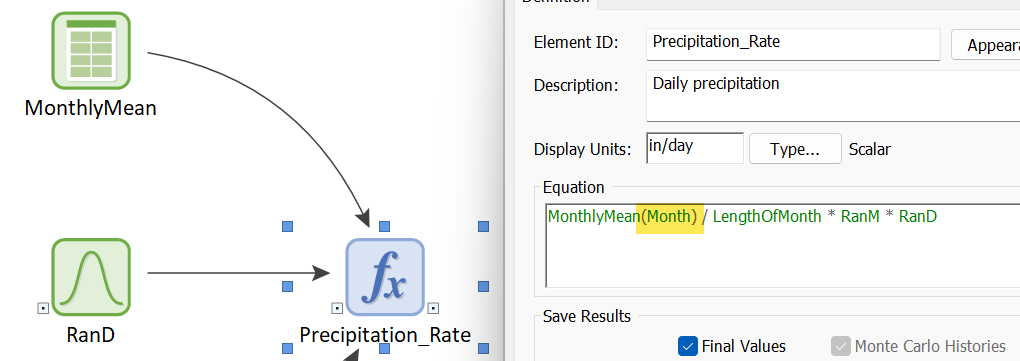 Definition
MonthlyMean
RanD
fx
Precipitation_Rate
Element ID:
Precipitation_Rate
Appeara
Description:
Daily precipitation
Display Units:
in/day
Type...
Scalar
Equation
MonthlyMean(Month) / LengthOfMonth * RanM * RanD
Save Results
Final Values
Monte Carlo Histories